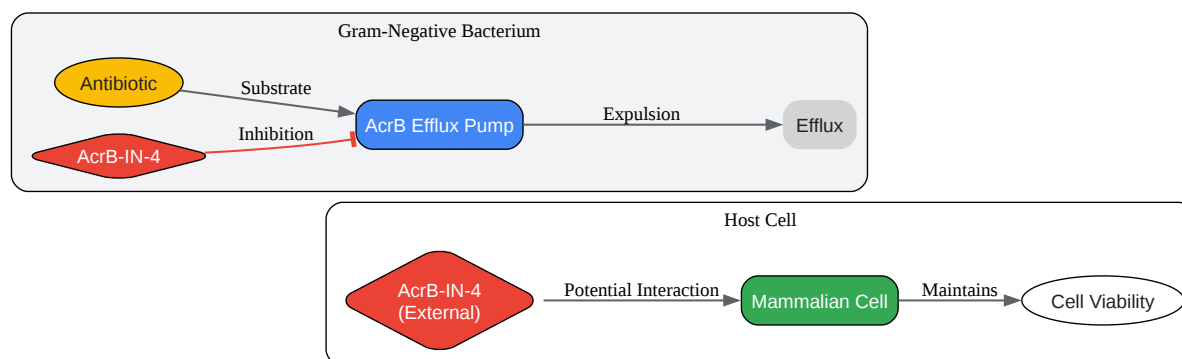 Gram-Negative Bacterium
Antibiotic
Substrate
AcrB-IN-4
Inhibition
AcrB Efflux Pump
Expulsion
Efflux
Host Cell
AcrB-IN-4
(External)
Potential Interaction
Mammalian Cell
Maintains
Cell Viability